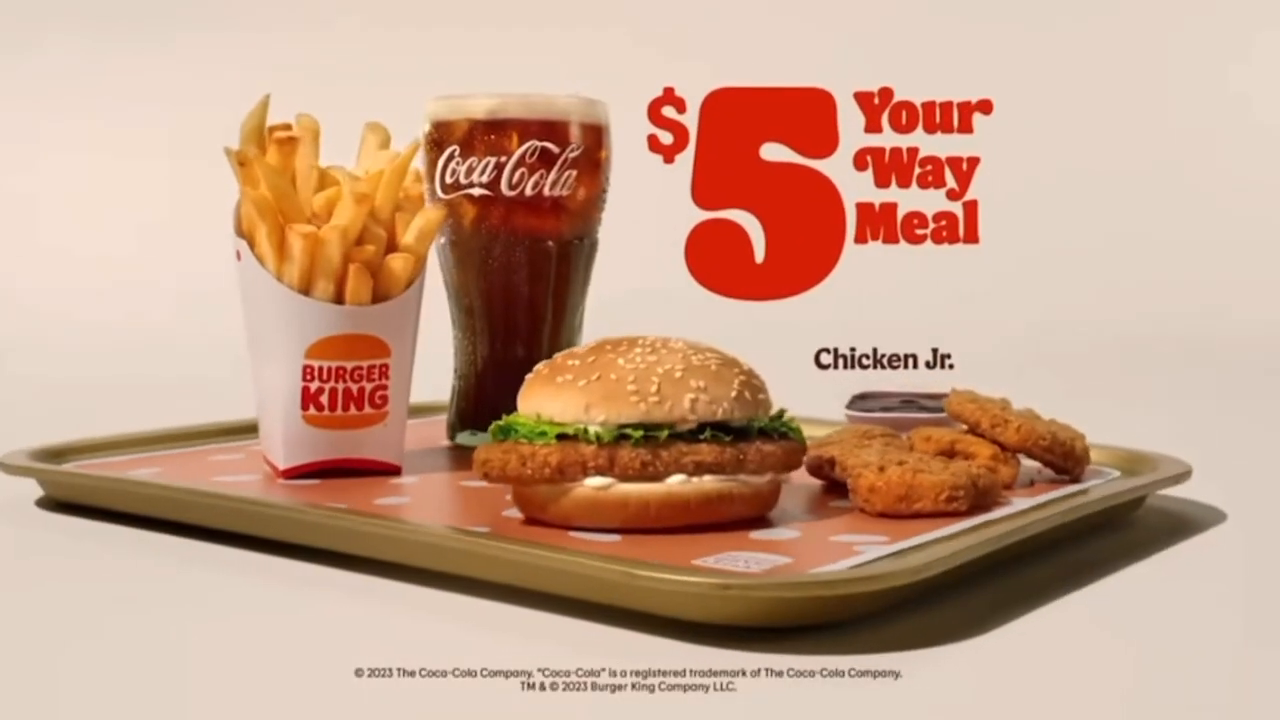 Coca-Cola
BURGER
KING
$5
Your
Way
Meal
Chicken Jr.
© 2023 The Coca-Cola Company. "Coca-Cola" is a registered trademark of The Coca-Cola Company.
TM & © 2023 Burger King Company LLC.